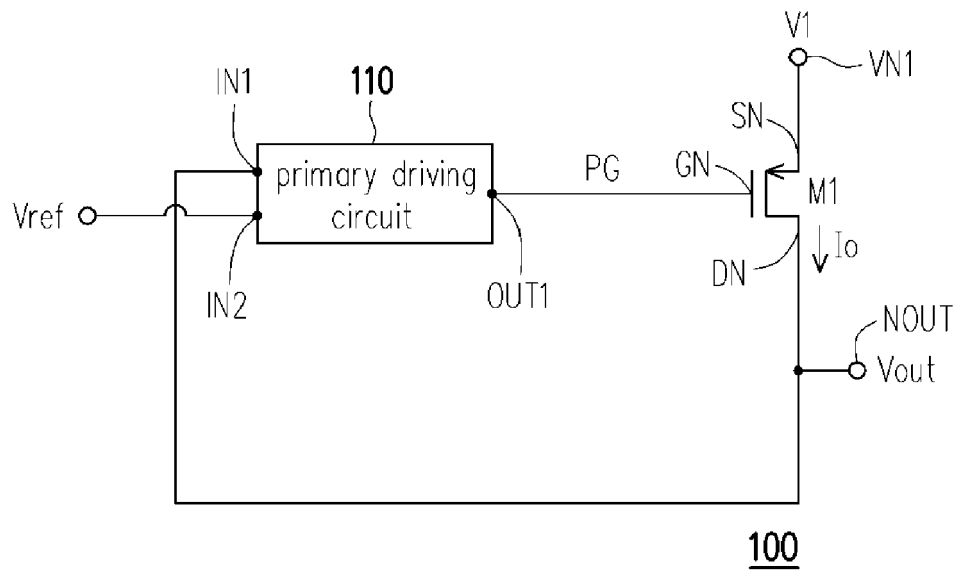 V1
VN1
IN1
110
SN
primary driving
circuit
PG
GN
M1
Vref
Io
DN
IN2
OUT1
NOUT
Vout
100